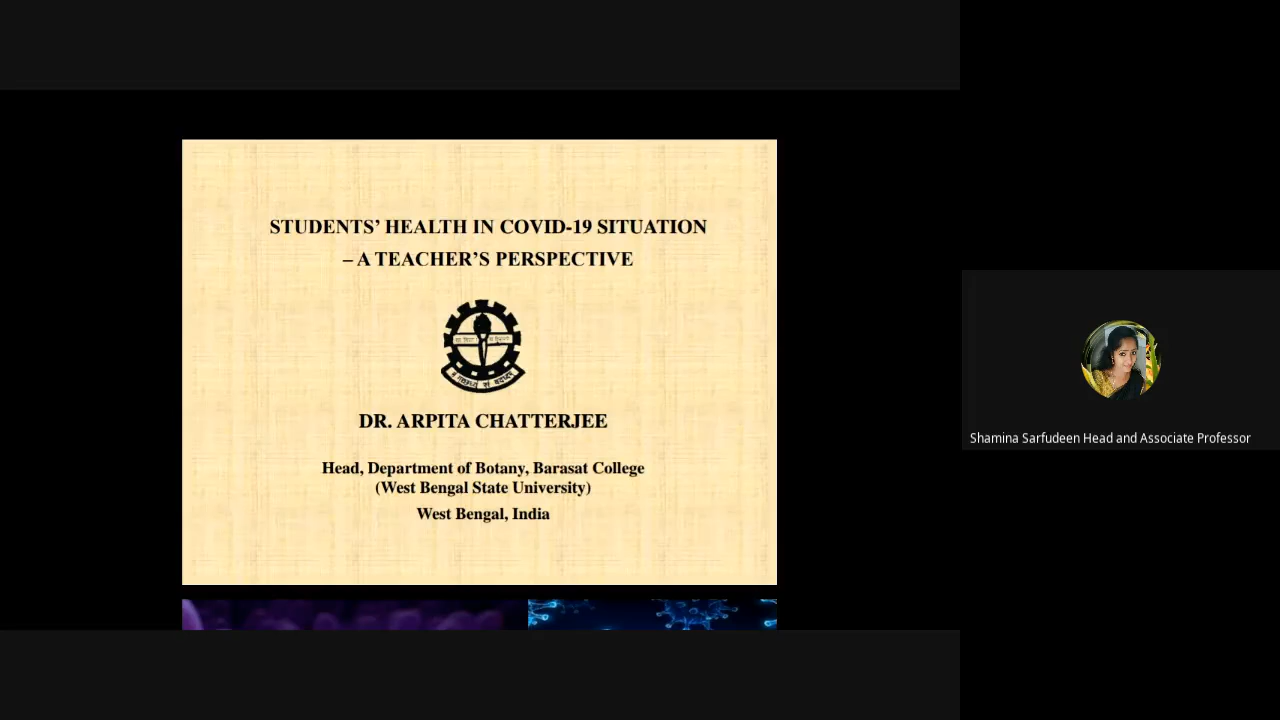 STUDENTS’ HEALTH IN COVID-19 SITUATION
– A TEACHER’S PERSPECTIVE
DR. ARPITA CHATTERJEE
Head, Department of Botany, Barasat College
(West Bengal State University)
West Bengal, India
Shamina Sarfudeen Head and Associate Professor